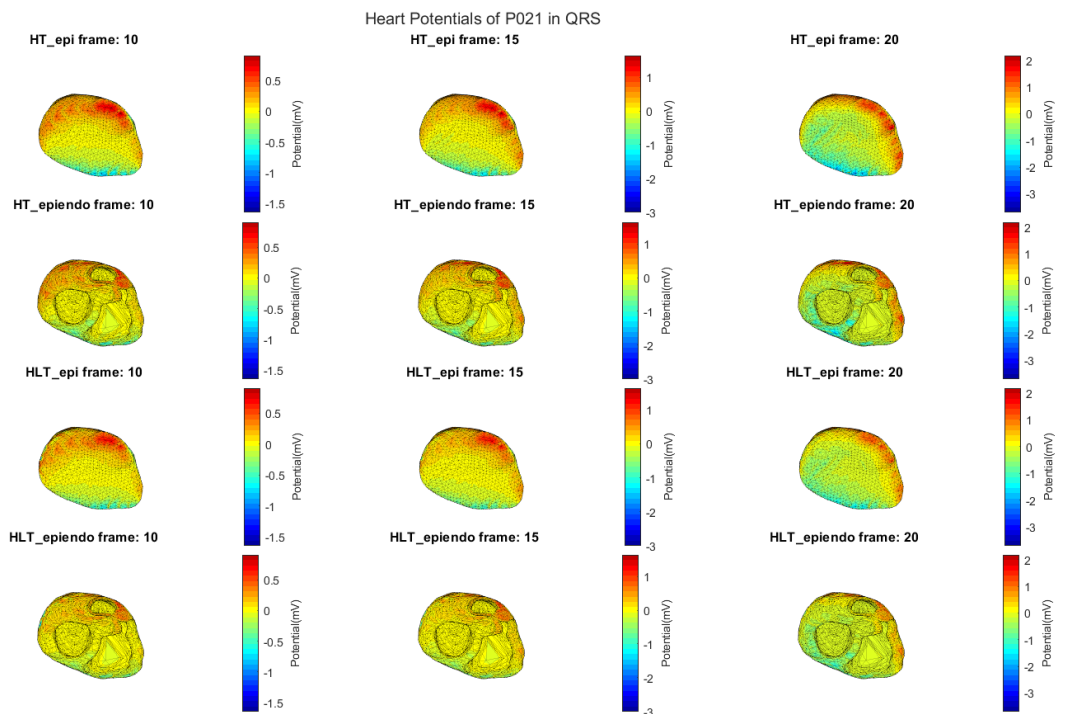 Heart Potentials of P021 in QRS
HT_epi frame: 10
HT_epi frame: 15
HT_epi frame: 20
0.5
0
-0.5
-1
-1.5
Potential(mV)
1
0
-1
-2
-3
Potential(mV)
2
1
0
-1
-2
-3
Potential(mV)
HT_epiendo frame: 10
HT_epiendo frame: 15
HT_epiendo frame: 20
0.5
0
-0.5
-1
-1.5
Potential(mV)
1
0
-1
-2
-3
Potential(mV)
2
1
0
-1
-2
-3
Potential(mV)
HLT_epi frame: 10
HLT_epi frame: 15
HLT_epi frame: 20
0.5
0
-0.5
-1
-1.5
Potential(mV)
1
0
-1
-2
-3
Potential(mV)
2
1
0
-1
-2
-3
Potential(mV)
HLT_epiendo frame: 10
HLT_epiendo frame: 15
HLT_epiendo frame: 20
0.5
0
-0.5
-1
-1.5
Potential(mV)
1
0
-1
-2
-3
Potential(mV)
2
1
0
-1
-2
-3
Potential(mV)